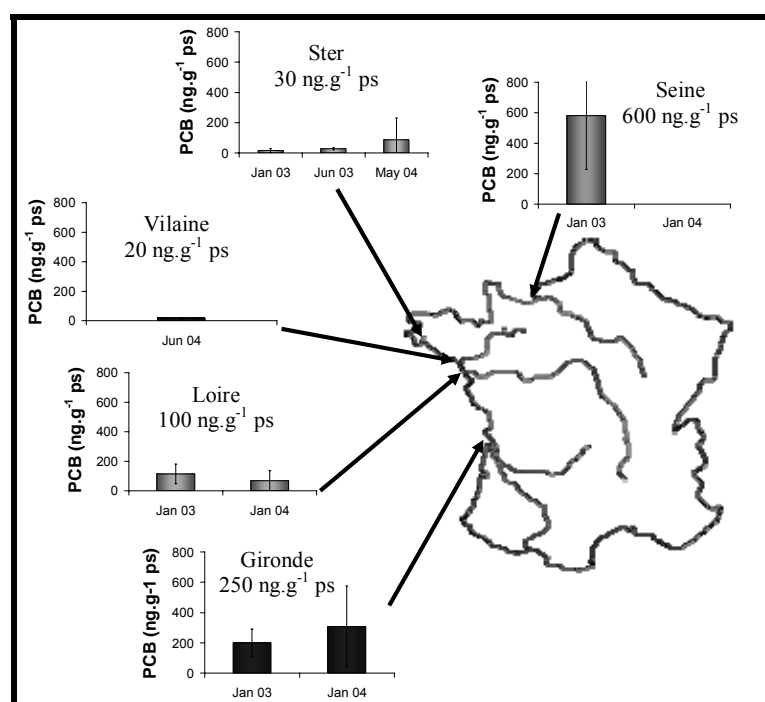 Ster
30 ng.g⁻¹ ps
PCB (ng.g⁻¹ ps)
800
600
400
200
0
Jan 03 Jun 03 May 04
Seine
600 ng.g⁻¹ ps
PCB (ng.g⁻¹ ps)
800
600
400
200
0
Jan 03 Jan 04
Vilaine
20 ng.g⁻¹ ps
PCB (ng.g⁻¹ ps)
800
600
400
200
0
Jun 04
Loire
100 ng.g⁻¹ ps
PCB (ng.g⁻¹ ps)
800
600
400
200
0
Jan 03 Jan 04
Gironde
250 ng.g⁻¹ ps
PCB (ng.g-1 ps)
800
600
400
200
0
Jan 03 Jan 04